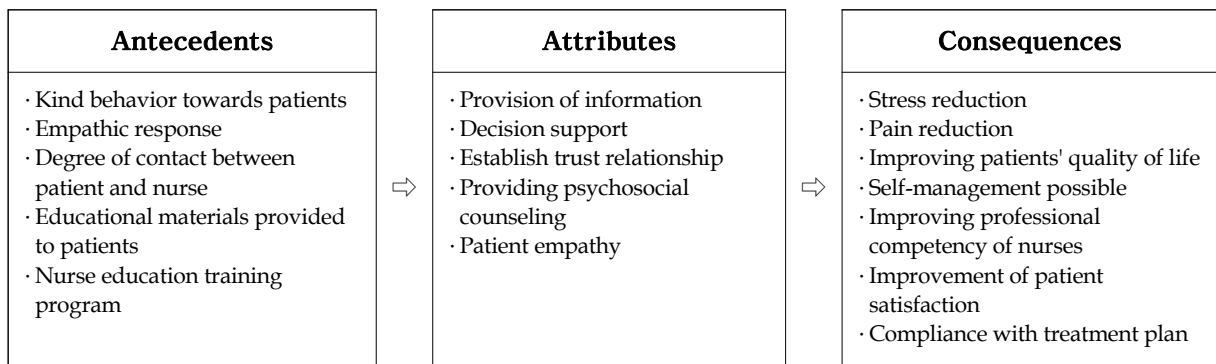 Antecedents
· Kind behavior towards patients
· Empathic response
· Degree of contact between
patient and nurse
· Educational materials provided
to patients
· Nurse education training
program
Attributes
· Provision of information
· Decision support
· Establish trust relationship
· Providing psychosocial
counseling
· Patient empathy
Consequences
· Stress reduction
· Pain reduction
· Improving patients' quality of life
· Self-management possible
· Improving professional
competency of nurses
· Improvement of patient
satisfaction
· Compliance with treatment plan